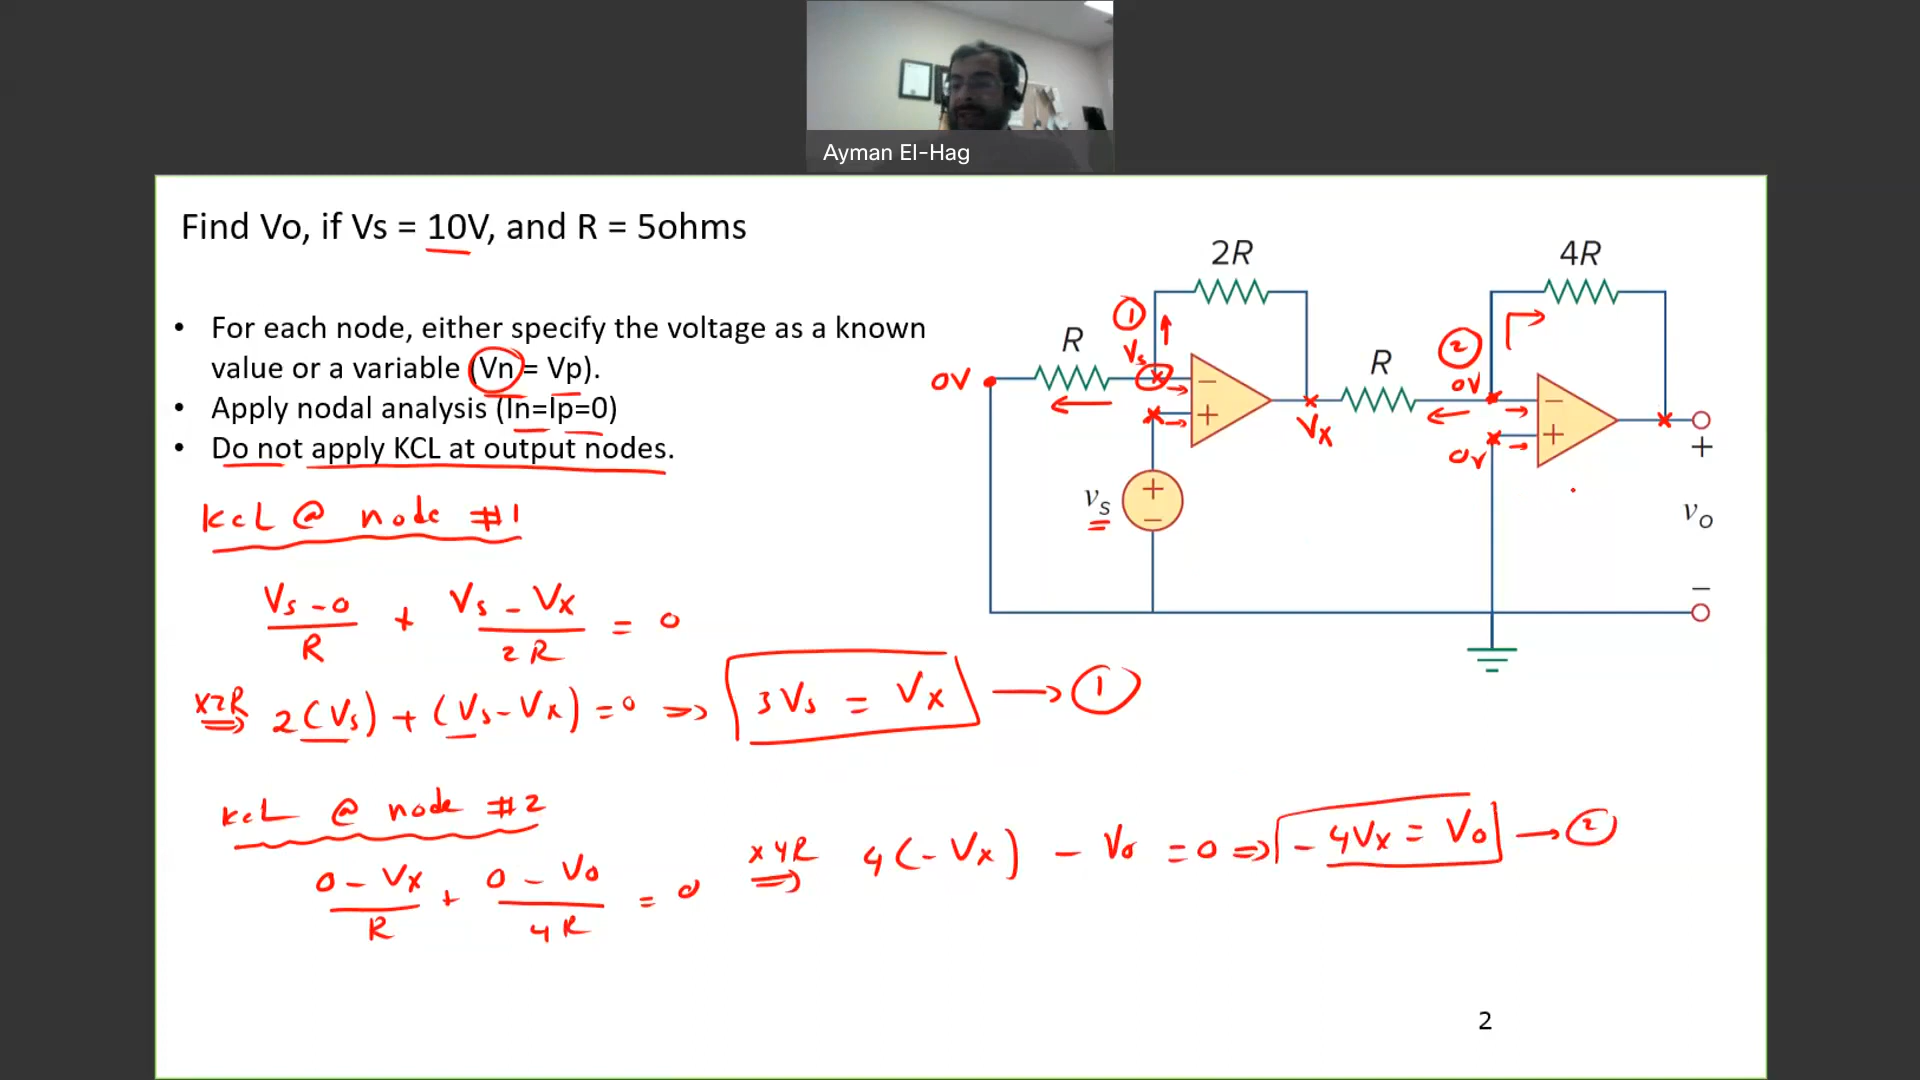 Ayman El-Hag
Find Vo, if Vs = 10V, and R = 5ohms
• For each node, either specify the voltage as a known
value or a variable (Vn = Vp).
• Apply nodal analysis (In=Ip=0)
• Do not apply KCL at output nodes.
KCL @ node #1
Vs - 0 / R + Vs - Vx / 2R = 0
x2R ⇒ 2(Vs) + (Vs - Vx) = 0 ⇒ 3Vs = Vx → ①
KCL @ node #2
0 - Vx / R + 0 - Vo / 4R = 0 x4R ⇒ 4(-Vx) - Vo = 0 ⇒ -4Vx = Vo → ②
2R
4R
①
R
Vs
②
R
0V
0V
−
+
Vx
−
+
0V
+
vs
+
−
vo
−
2